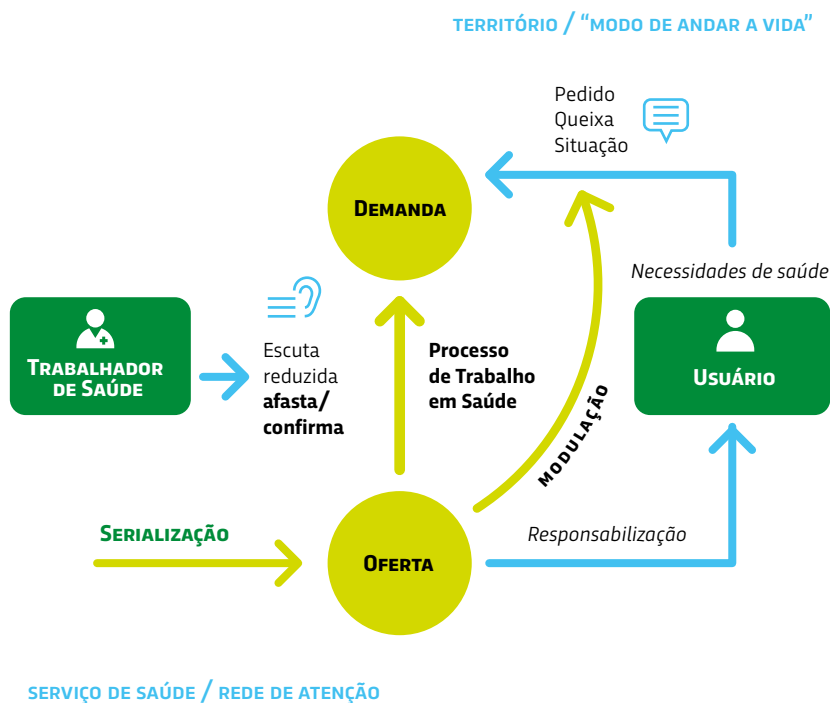 TERRITÓRIO / “MODO DE ANDAR A VIDA”
Pedido
Queixa
Situação
DEMANDA
Necessidades de saúde
TRABALHADOR
DE SAÚDE
Escuta
reduzida
afasta/
confirma
Processo
de Trabalho
em Saúde
USUÁRIO
MODULAÇÃO
SERIALIZAÇÃO
OFERTA
Responsabilização
SERVIÇO DE SAÚDE / REDE DE ATENÇÃO